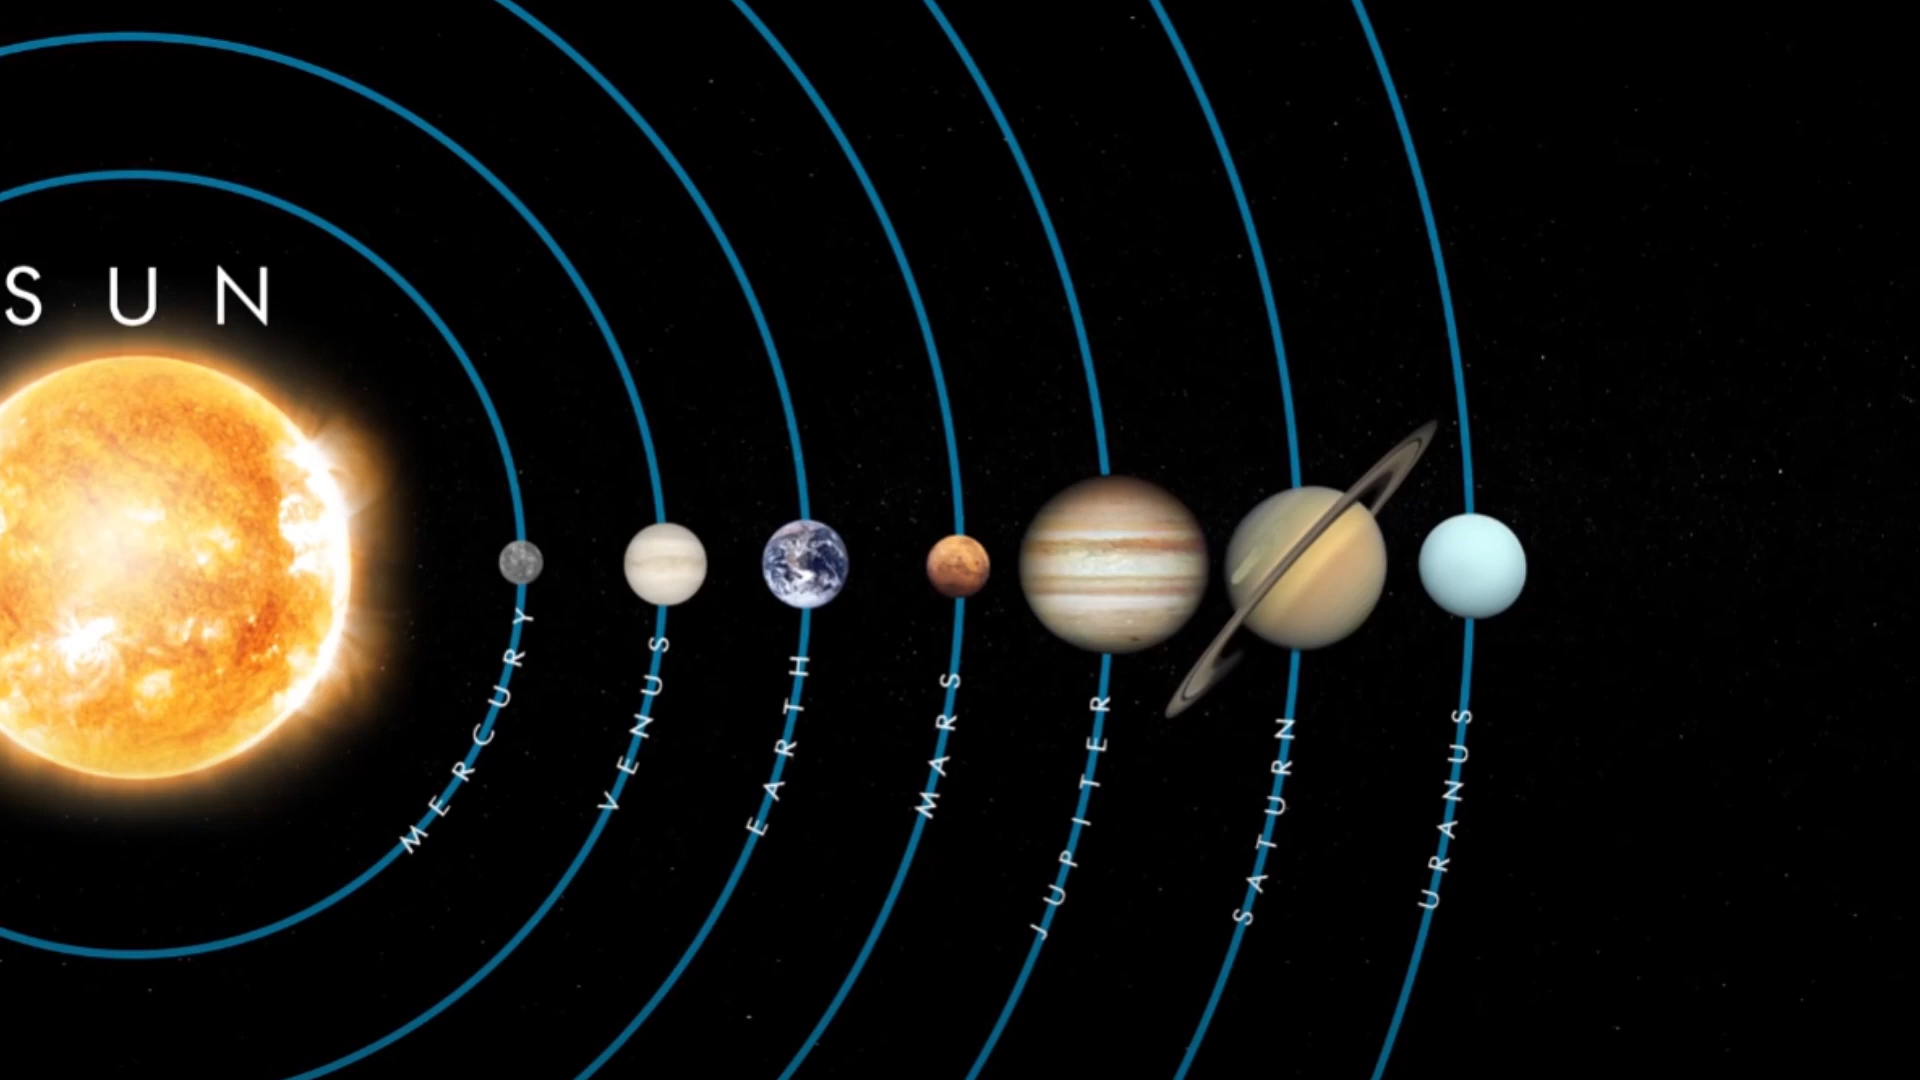 SUN
MERCURY
VENUS
EARTH
MARS
JUPITER
SATURN
URANUS